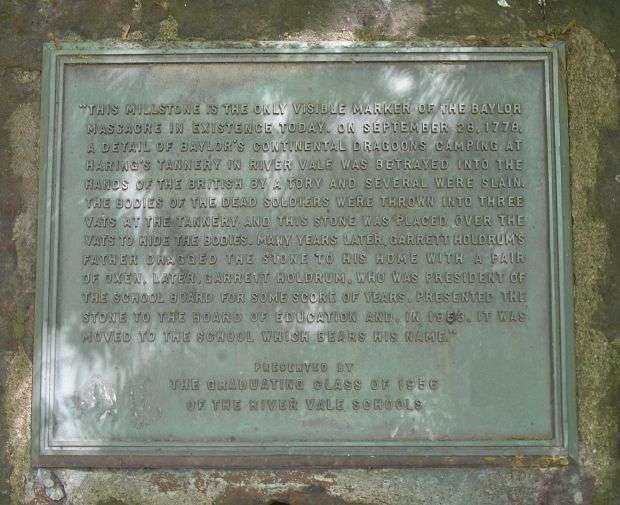 "THIS MILLSTONE IS THE ONLY VISIBLE MARKER OF THE BAYLOR
MASCACRE IN EXISTENCE TODAY. ON SEPTEMBER 28, 1778,
A DETAIL OF BAYLOR'S CONTINENTAL DRAGOONS CAMPING AT
HARING'S TANNERY IN RIVER VALE WAS BETRAYED INTO THE
HANDS OF THE BRITISH BY A TORY AND SEVERAL WERE SLAIN.
THE BODIES OF THE DEAD SOLDIERS WERE THROWN INTO THREE
VATS AT THE TANNERY AND THIS STONE WAS PLACED OVER THE
VATS TO HIDE THE BODIES. MANY YEARS LATER, GARRETT HOLDRUM'S
FATHER DRAGGED THE STONE TO HIS HOME WITH A PAIR
OF OXEN. LATER, GARRETT HOLDRUM, WHO WAS PRESIDENT OF
THE SCHOOL BOARD FOR SOME SCORE OF YEARS, PRESENTED THE
STONE TO THE BOARD OF EDUCATION AND, IN 1953, IT WAS
MOVED TO THE SCHOOL WHICH BEARS HIS NAME."
PRESENTED BY
THE GRADUATING CLASS OF 1956
OF THE RIVER VALE SCHOOLS